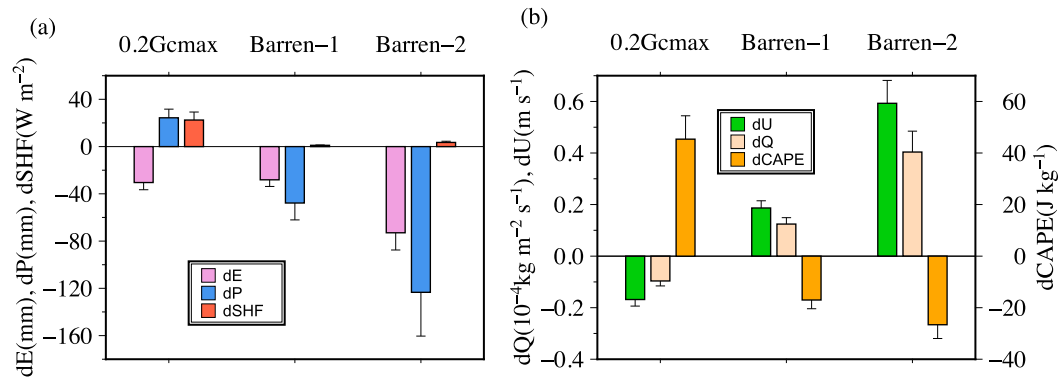 (a)
0.2Gcmax Barren−1 Barren−2
dE(mm), dP(mm), dSHF(W m−2)
40
0
−40
−80
−120
−160
dE
dP
dSHF
(b)
0.2Gcmax Barren−1 Barren−2
dQ(10−4kg m−2 s−1), dU(m s−1)
0.6
0.4
0.2
0.0
−0.2
−0.4
dU
dQ
dCAPE
60
40
20
0
−20
−40
dCAPE(J kg−1)